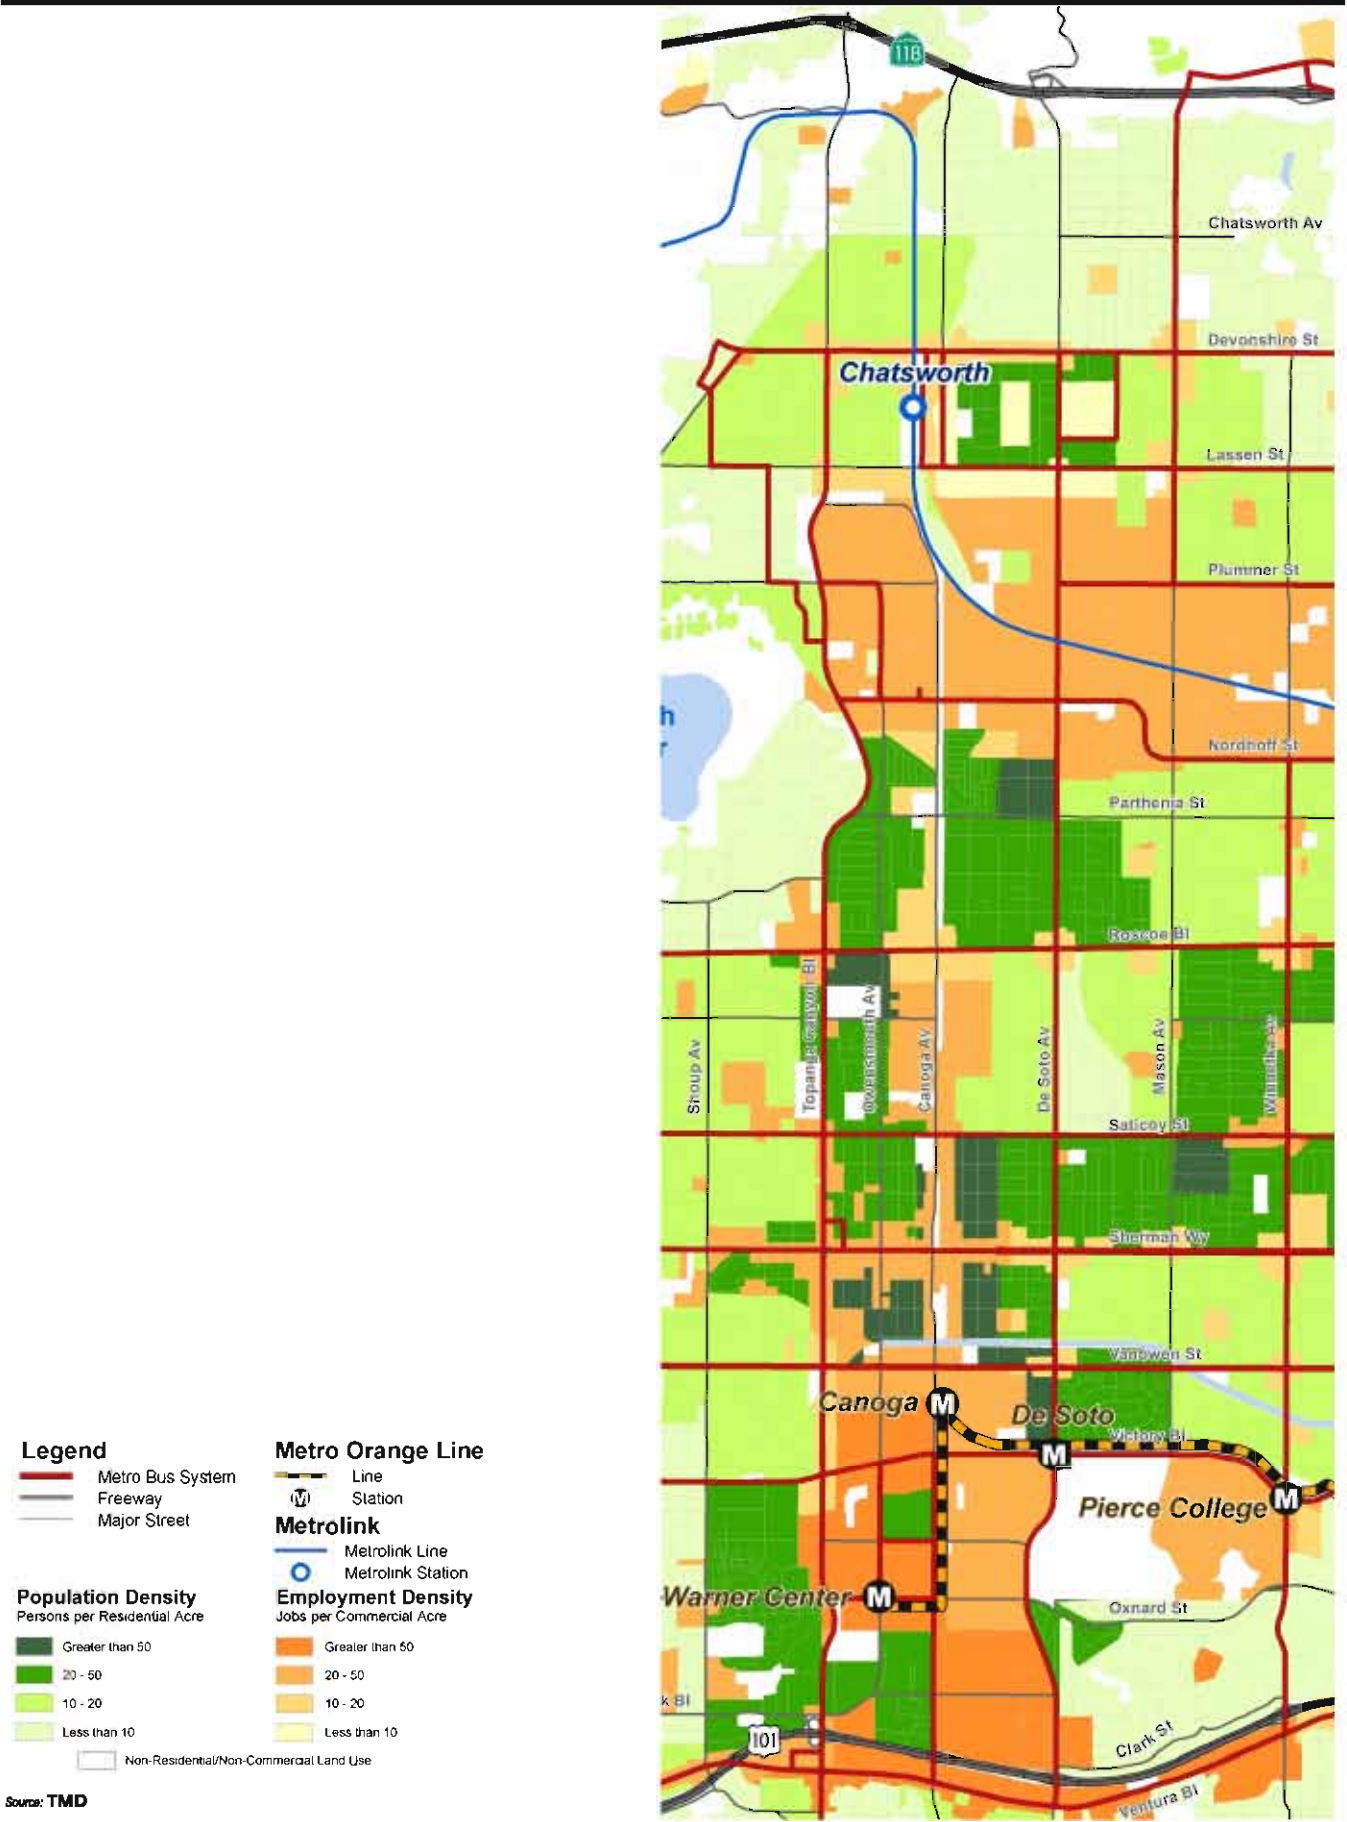 118
Chatsworth Av
Devonshire St
Chatsworth
Lassen St
Plummer St
h
r
Nordhoff St
Parthenia St
Roscoe Bl
Shoup Av
Topanga Canyon Bl
Owensmouth Av
Canoga Av
De Soto Av
Mason Av
Winnetka Av
Saticoy St
Sherman Wy
Vanowen St
Canoga M
De Soto
Victory Bl
M
Pierce College M
Warner Center M
Oxnard St
k Bl
101
Clark St
Ventura Bl
Legend
Metro Bus System
Freeway
Major Street
Metro Orange Line
Line
M Station
Metrolink
Metrolink Line
Metrolink Station
Population Density
Persons per Residential Acre
Greater than 50
20 - 50
10 - 20
Less than 10
Employment Density
Jobs per Commercial Acre
Greater than 50
20 - 50
10 - 20
Less than 10
Non-Residential/Non-Commercial Land Use
Source: TMD